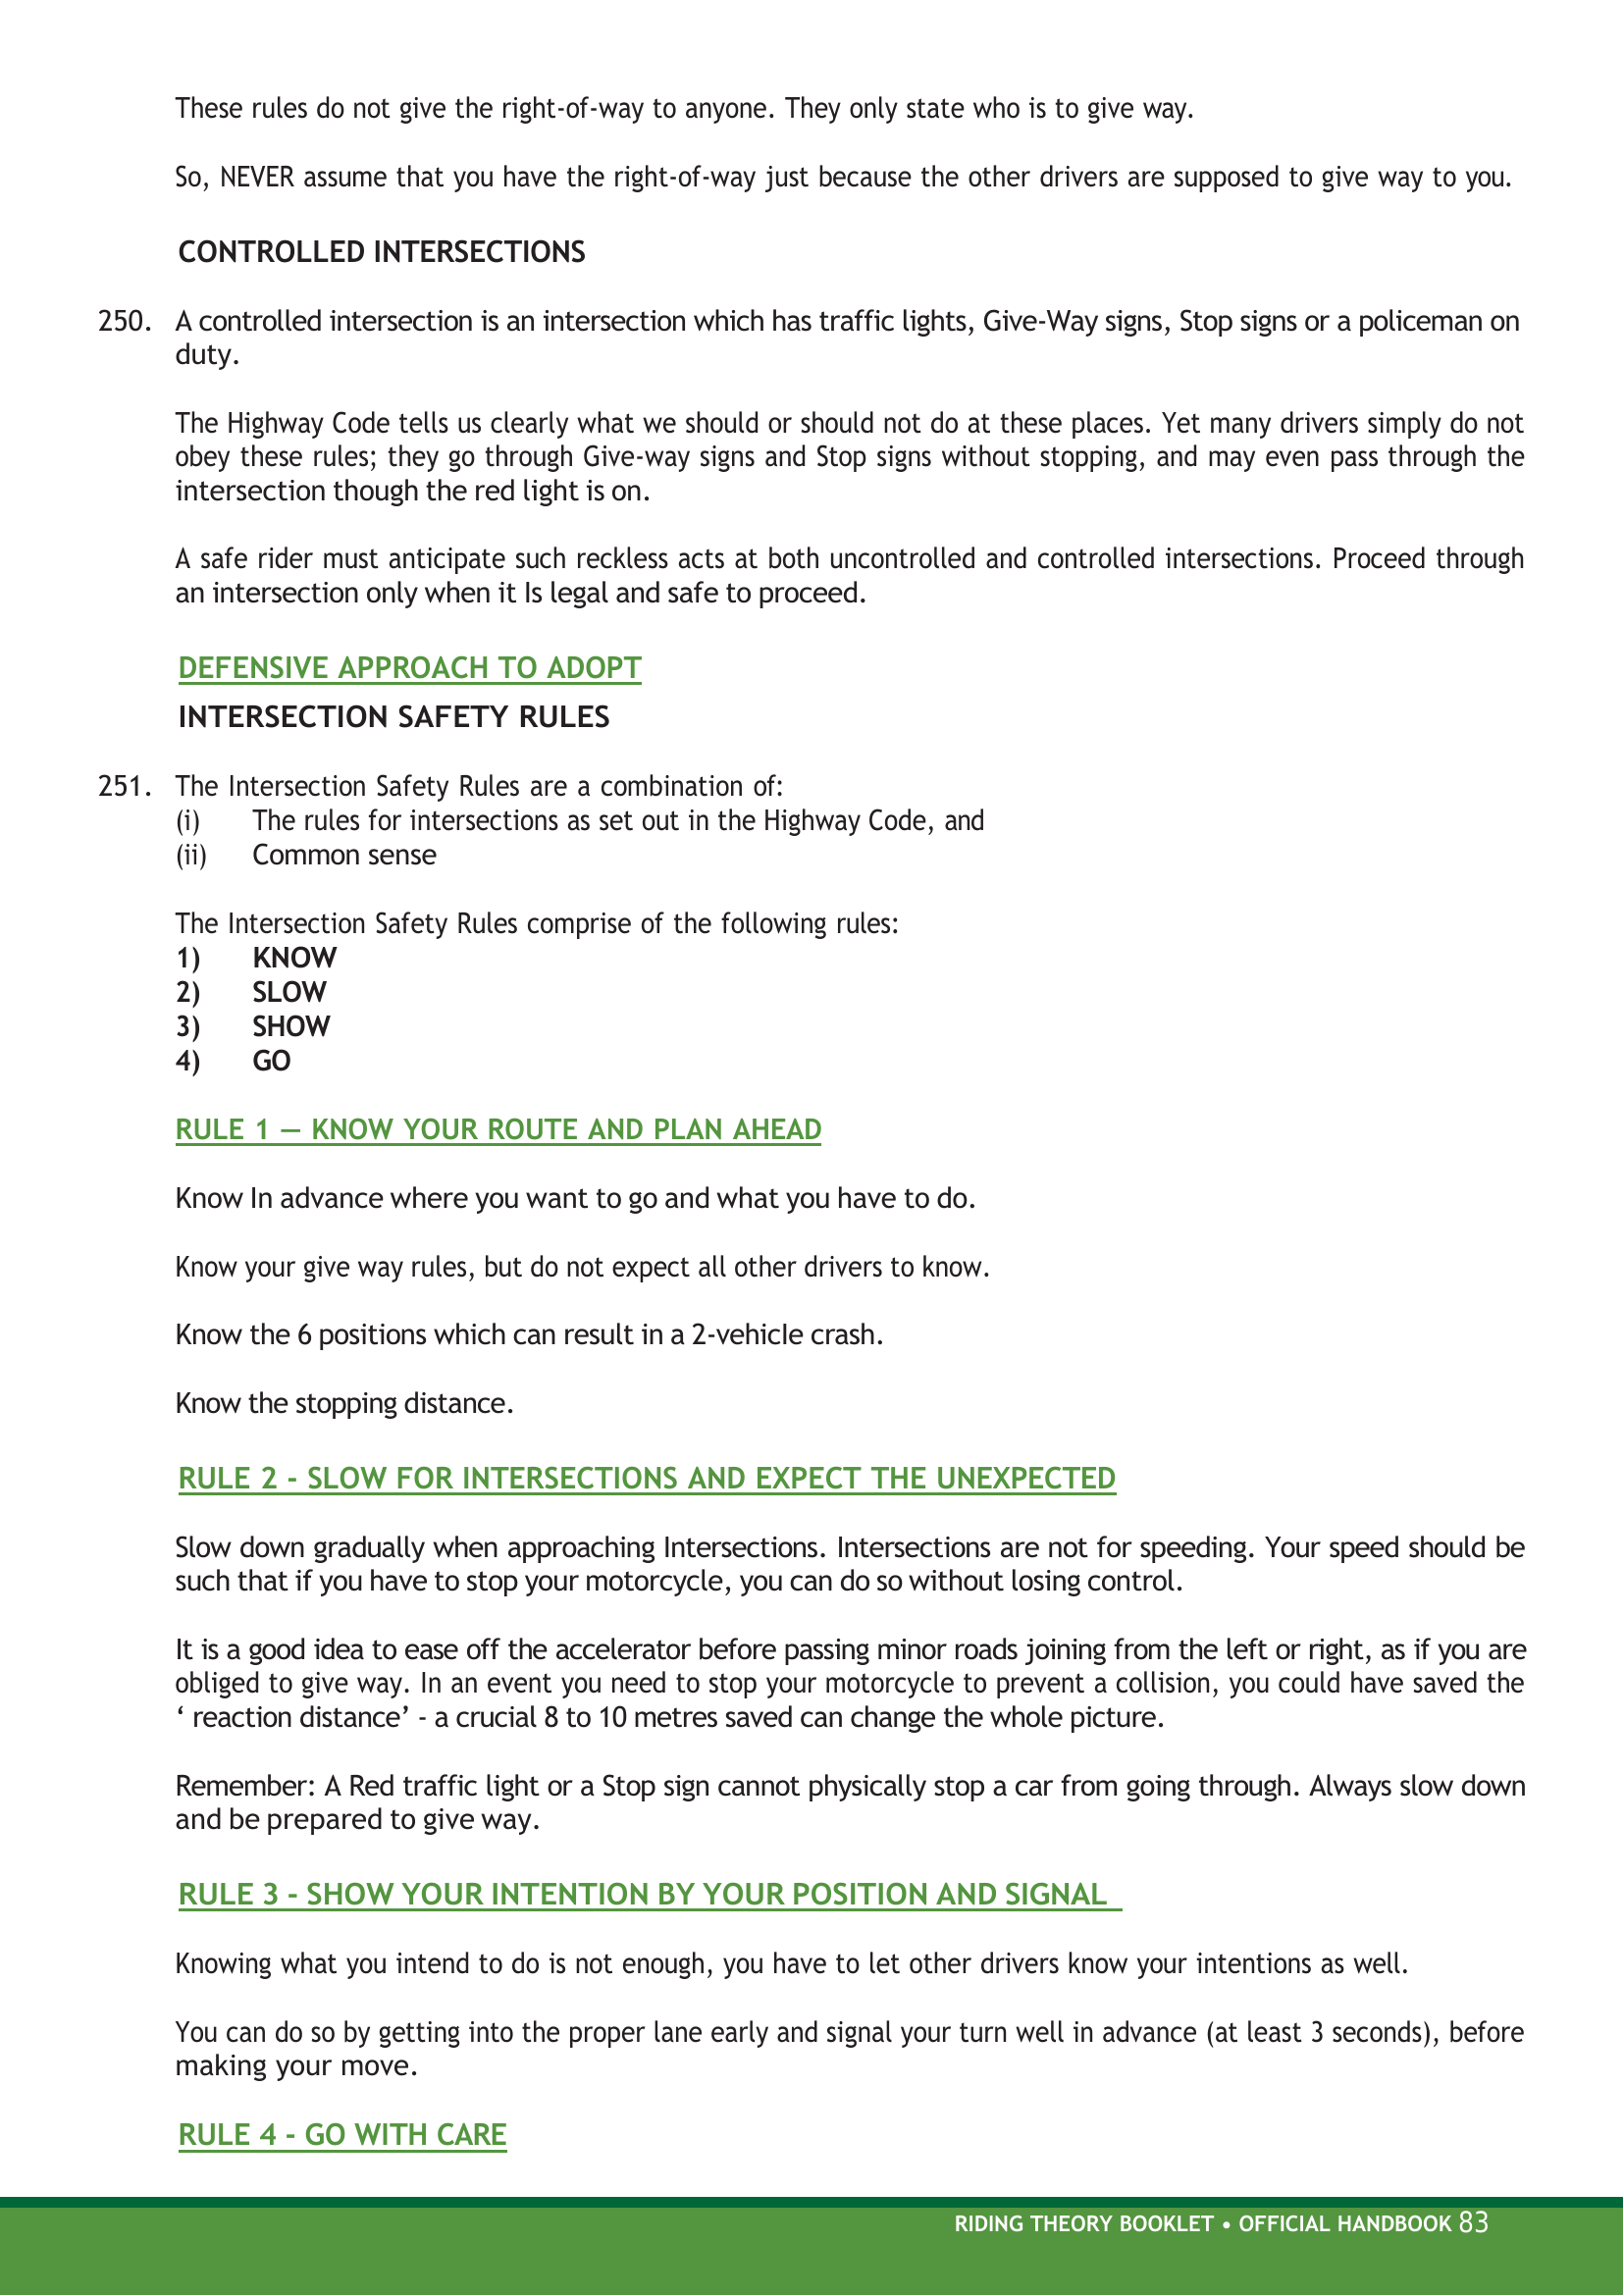 These rules do not give the right-of-way to anyone. They only state who is to give way.
So, NEVER assume that you have the right-of-way just because the other drivers are supposed to give way to you.
CONTROLLED INTERSECTIONS
250. A controlled intersection is an intersection which has traffic lights, Give-Way signs, Stop signs or a policeman on
duty.
The Highway Code tells us clearly what we should or should not do at these places. Yet many drivers simply do not
obey these rules; they go through Give-way signs and Stop signs without stopping, and may even pass through the
intersection though the red light is on.
A safe rider must anticipate such reckless acts at both uncontrolled and controlled intersections. Proceed through
an intersection only when it Is legal and safe to proceed.
DEFENSIVE APPROACH TO ADOPT
INTERSECTION SAFETY RULES
251. The Intersection Safety Rules are a combination of:
(i) The rules for intersections as set out in the Highway Code, and
(ii) Common sense
The Intersection Safety Rules comprise of the following rules:
1) KNOW
2) SLOW
3) SHOW
4) GO
RULE 1 — KNOW YOUR ROUTE AND PLAN AHEAD
Know In advance where you want to go and what you have to do.
Know your give way rules, but do not expect all other drivers to know.
Know the 6 positions which can result in a 2-vehicIe crash.
Know the stopping distance.
RULE 2 - SLOW FOR INTERSECTIONS AND EXPECT THE UNEXPECTED
Slow down gradually when approaching Intersections. Intersections are not for speeding. Your speed should be
such that if you have to stop your motorcycle, you can do so without losing control.
It is a good idea to ease off the accelerator before passing minor roads joining from the left or right, as if you are
obliged to give way. In an event you need to stop your motorcycle to prevent a collision, you could have saved the
‘ reaction distance’ - a crucial 8 to 10 metres saved can change the whole picture.
Remember: A Red traffic light or a Stop sign cannot physically stop a car from going through. Always slow down
and be prepared to give way.
RULE 3 - SHOW YOUR INTENTION BY YOUR POSITION AND SIGNAL
Knowing what you intend to do is not enough, you have to let other drivers know your intentions as well.
You can do so by getting into the proper lane early and signal your turn well in advance (at least 3 seconds), before
making your move.
RULE 4 - GO WITH CARE
RIDING THEORY BOOKLET • OFFICIAL HANDBOOK 83